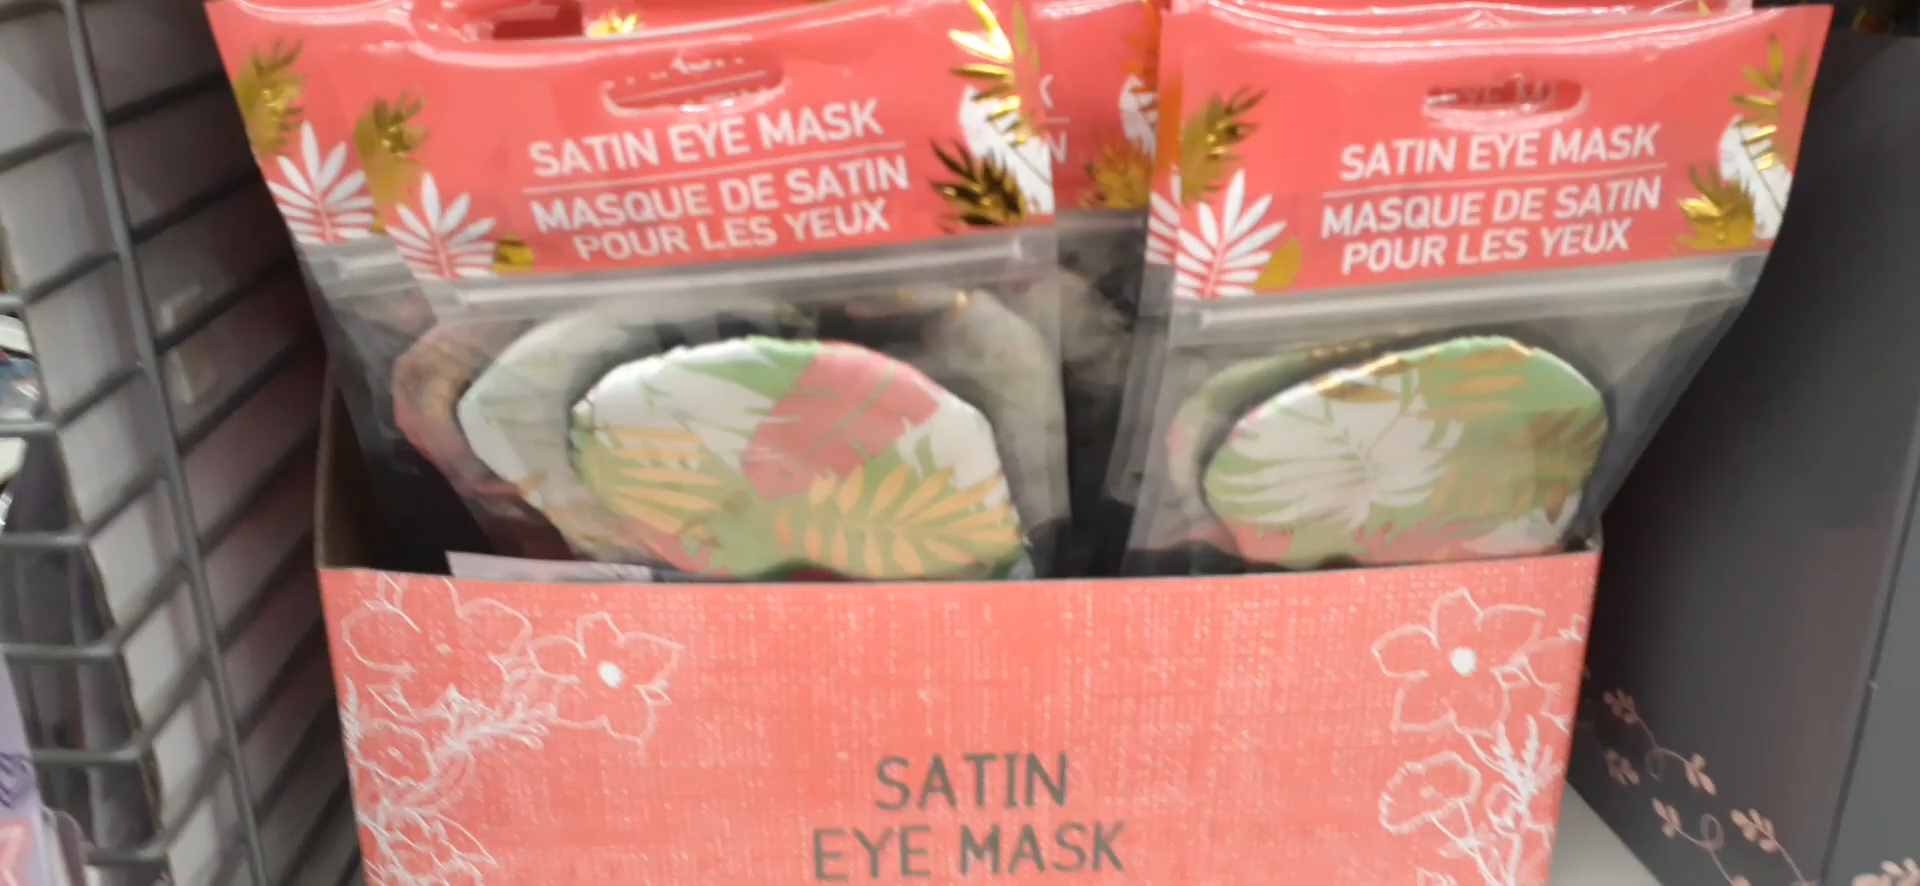 SATIN EYE MASK
MASQUE DE SATIN
POUR LES YEUX
SATIN EYE MASK
MASQUE DE SATIN
POUR LES YEUX
K
N
SATIN
EYE MASK